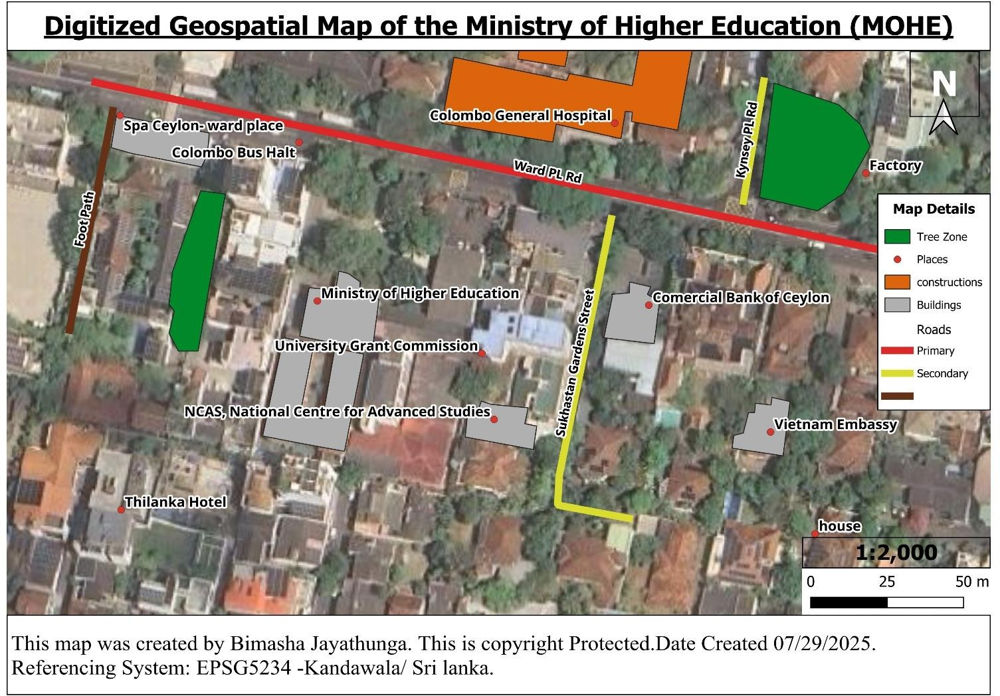 Digitized Geospatial Map of the Ministry of Higher Education (MOHE)
N
Colombo General Hospital
Spa Ceylon- ward place
Colombo Bus Halt
Kynsey PL Rd
Ward PL Rd
Factory
Foot Path
Map Details
Tree Zone
Places
constructions
Buildings
Roads
Primary
Secondary
Ministry of Higher Education
Comercial Bank of Ceylon
University Grant Commission
Sukhastan Gardens Street
NCAS, National Centre for Advanced Studies
Vietnam Embassy
Thilanka Hotel
house
1:2,000
0 25 50 m
This map was created by Bimasha Jayathunga. This is copyright Protected.Date Created 07/29/2025.
Referencing System: EPSG5234 -Kandawala/ Sri lanka.